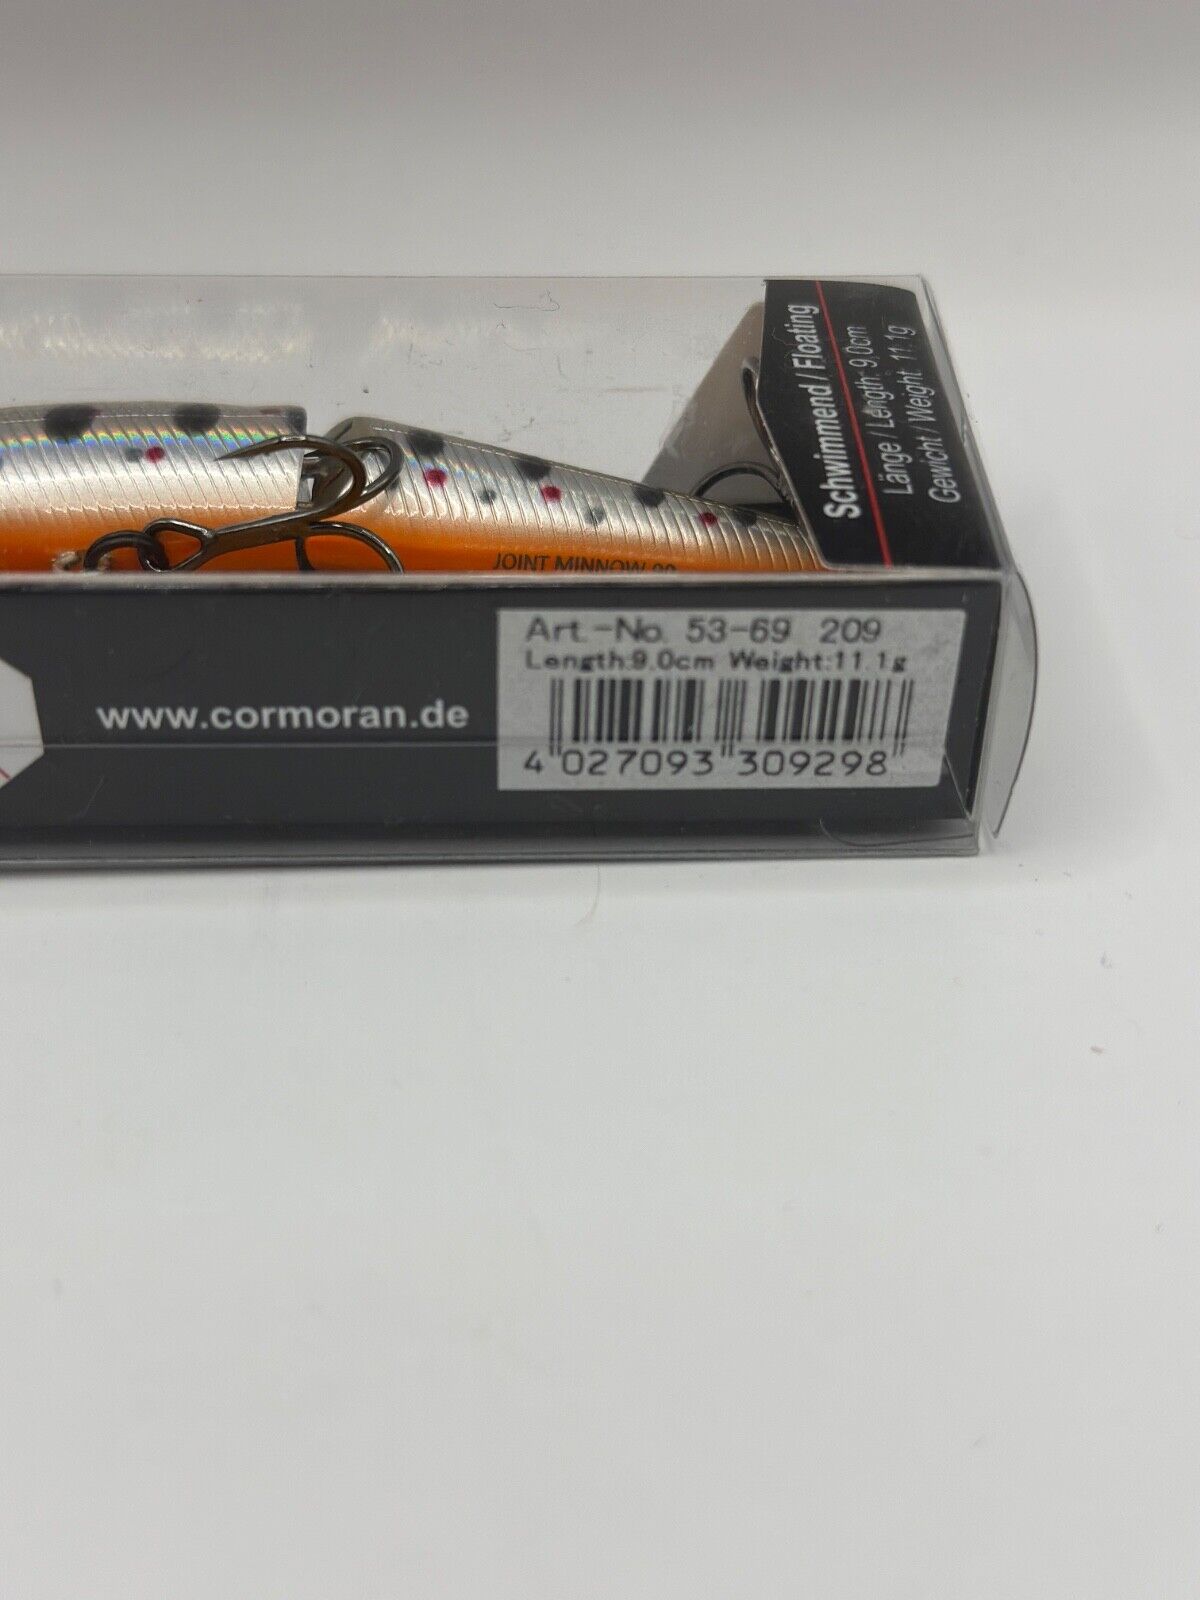 Schwimmend / Floating
Länge / Length: 9.0cm
Gewicht / Weight: 11.1g
JOINT MINNOW 90
Art.-No. 53-69 209
Length:9.0cm Weight:11.1g
www.cormoran.de
4 027093 309298